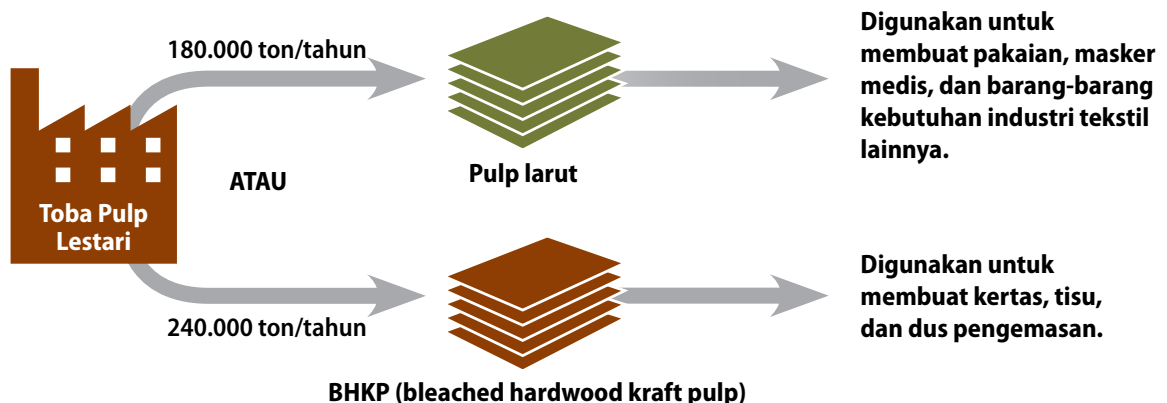 180.000 ton/tahun
Digunakan untuk
membuat pakaian, masker
medis, dan barang-barang
kebutuhan industri tekstil
lainnya.
Pulp larut
ATAU
Toba Pulp
Lestari
240.000 ton/tahun
Digunakan untuk
membuat kertas, tisu,
dan dus pengemasan.
BHKP (bleached hardwood kraft pulp)